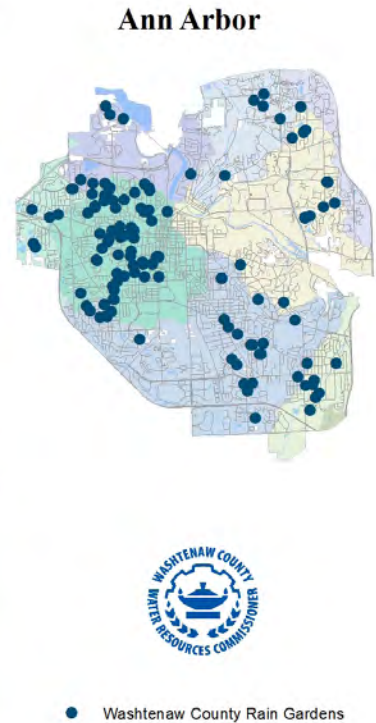 Ann Arbor
WASHTENAW COUNTY
WATER RESOURCES COMMISSIONER
Washtenaw County Rain Gardens